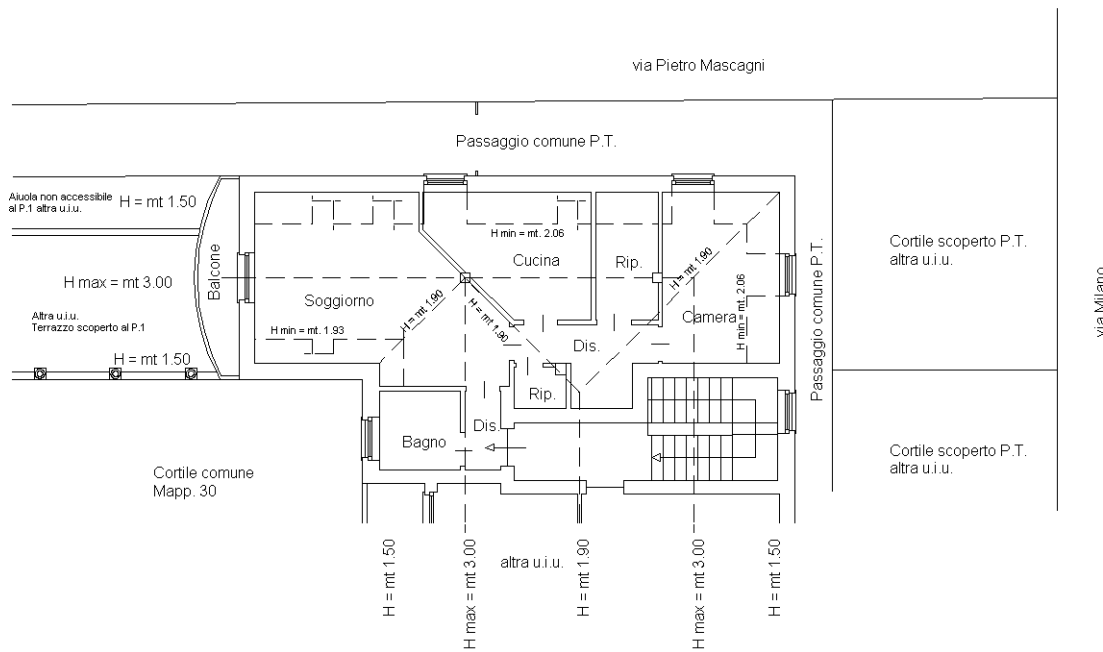 via Pietro Mascagni
Passaggio comune P.T.
Aiuola non accessibile
al P.1 altra u.i.u.
H = mt 1.50
H max = mt 3.00
Altra u.i.u.
Terrazzo scoperto al P.1
H = mt 1.50
Balcone
Soggiorno
H min = mt. 1.93
H = mt 1.90
H = mt 1.90
H min = mt. 2.06
Cucina
Rip.
H = mt 1.90
H min = mt. 2.06
Camera
Dis.
Rip.
Dis.
Bagno
Passaggio comune P.T.
Cortile scoperto P.T.
altra u.i.u.
via Milano
Cortile scoperto P.T.
altra u.i.u.
Cortile comune
Mapp. 30
altra u.i.u.
H = mt 1.50
H max = mt 3.00
H = mt 1.90
H max = mt 3.00
H = mt 1.50